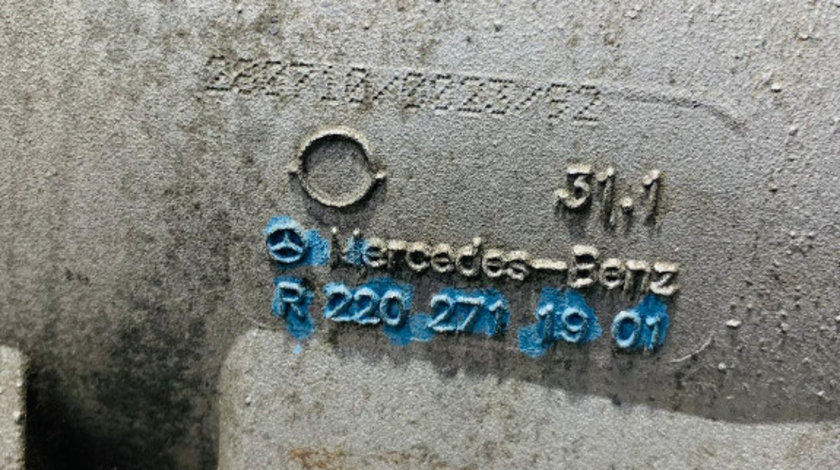 31.1
Mercedes-Benz
R 220 271 19 01